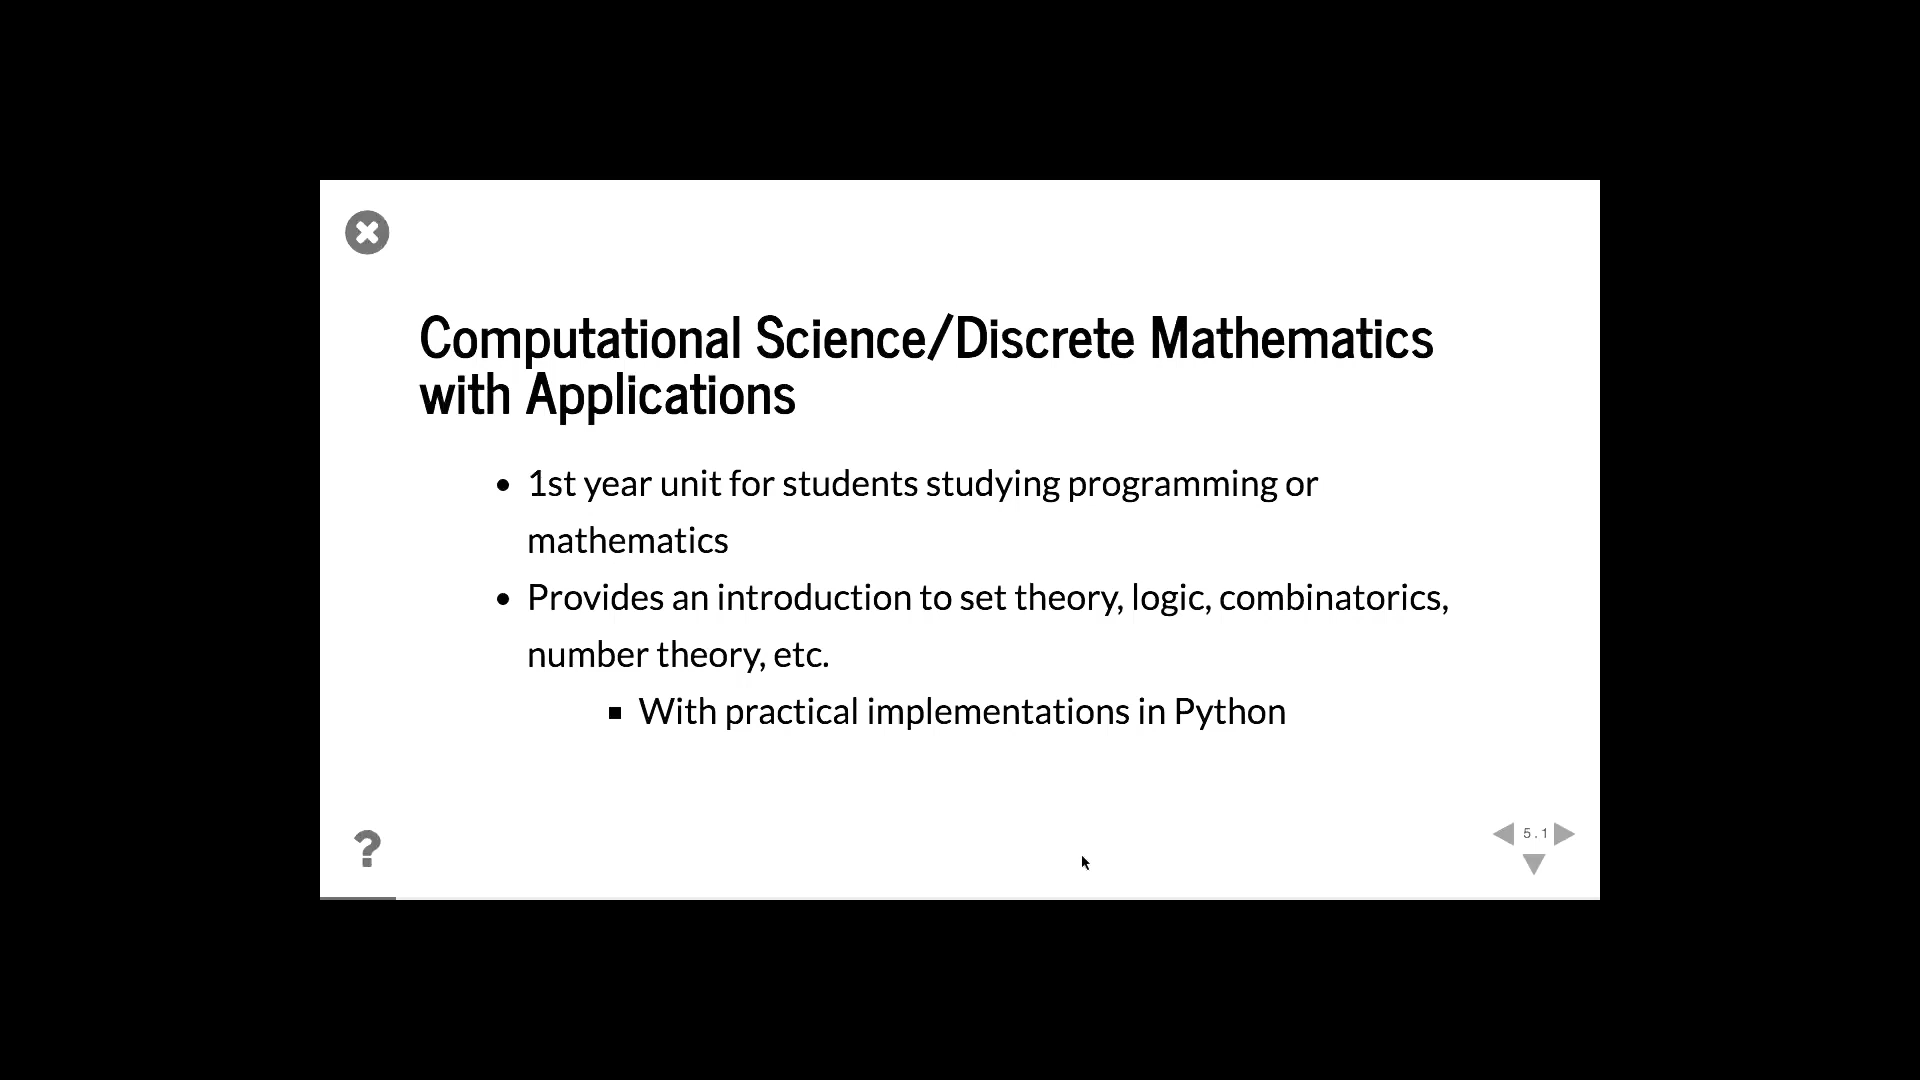 Computational Science/Discrete Mathematics
with Applications
• 1st year unit for students studying programming or
mathematics
• Provides an introduction to set theory, logic, combinatorics,
number theory, etc.
▪ With practical implementations in Python
?
5.1